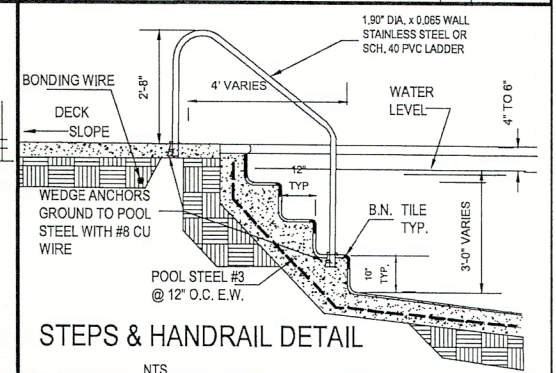 1.90" DIA. x 0.065 WALL
STAINLESS STEEL OR
SCH. 40 PVC LADDER
BONDING WIRE
2'-8"
4' VARIES
WATER
LEVEL
4" TO 6"
DECK
SLOPE
12"
TYP
WEDGE ANCHORS
GROUND TO POOL
STEEL WITH #8 CU
WIRE
B.N. TILE
TYP.
3'-0" VARIES
10"
TYP.
POOL STEEL #3
@ 12" O.C. E.W.
STEPS & HANDRAIL DETAIL
NTS